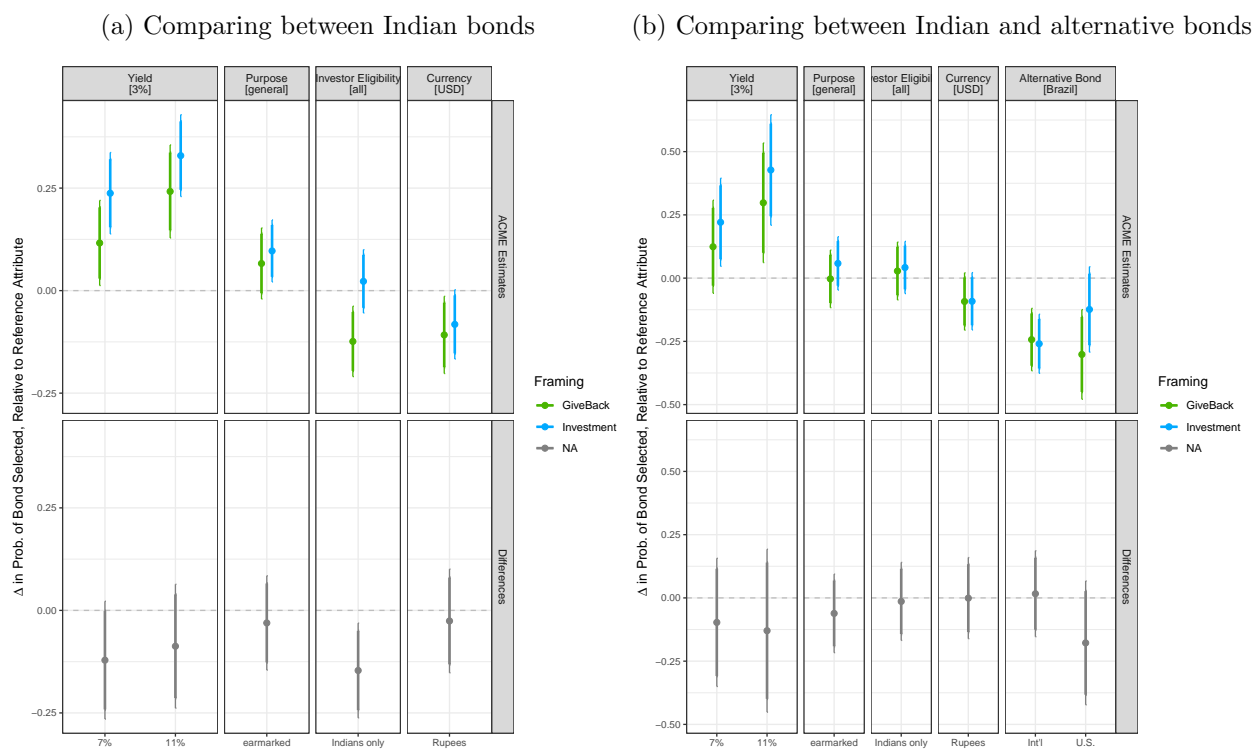 (a) Comparing between Indian bonds
Yield
[3%]
Purpose
[general]
Investor Eligibility
[all]
Currency
[USD]
Δ in Prob. of Bond Selected, Relative to Reference Attribute
0.25
0.00
−0.25
ACME Estimates
0.25
0.00
−0.25
Differences
7%
11%
earmarked
Indians only
Rupees
Framing
GiveBack
Investment
NA
(b) Comparing between Indian and alternative bonds
Yield
[3%]
Purpose
[general]
vestor Eligibi
[all]
Currency
[USD]
Alternative Bond
[Brazil]
Δ in Prob. of Bond Selected, Relative to Reference Attribute
0.50
0.25
0.00
−0.25
−0.50
ACME Estimates
0.50
0.25
0.00
−0.25
−0.50
Differences
7%
11%
earmarked
Indians only
Rupees
Int'l
U.S.
Framing
GiveBack
Investment
NA